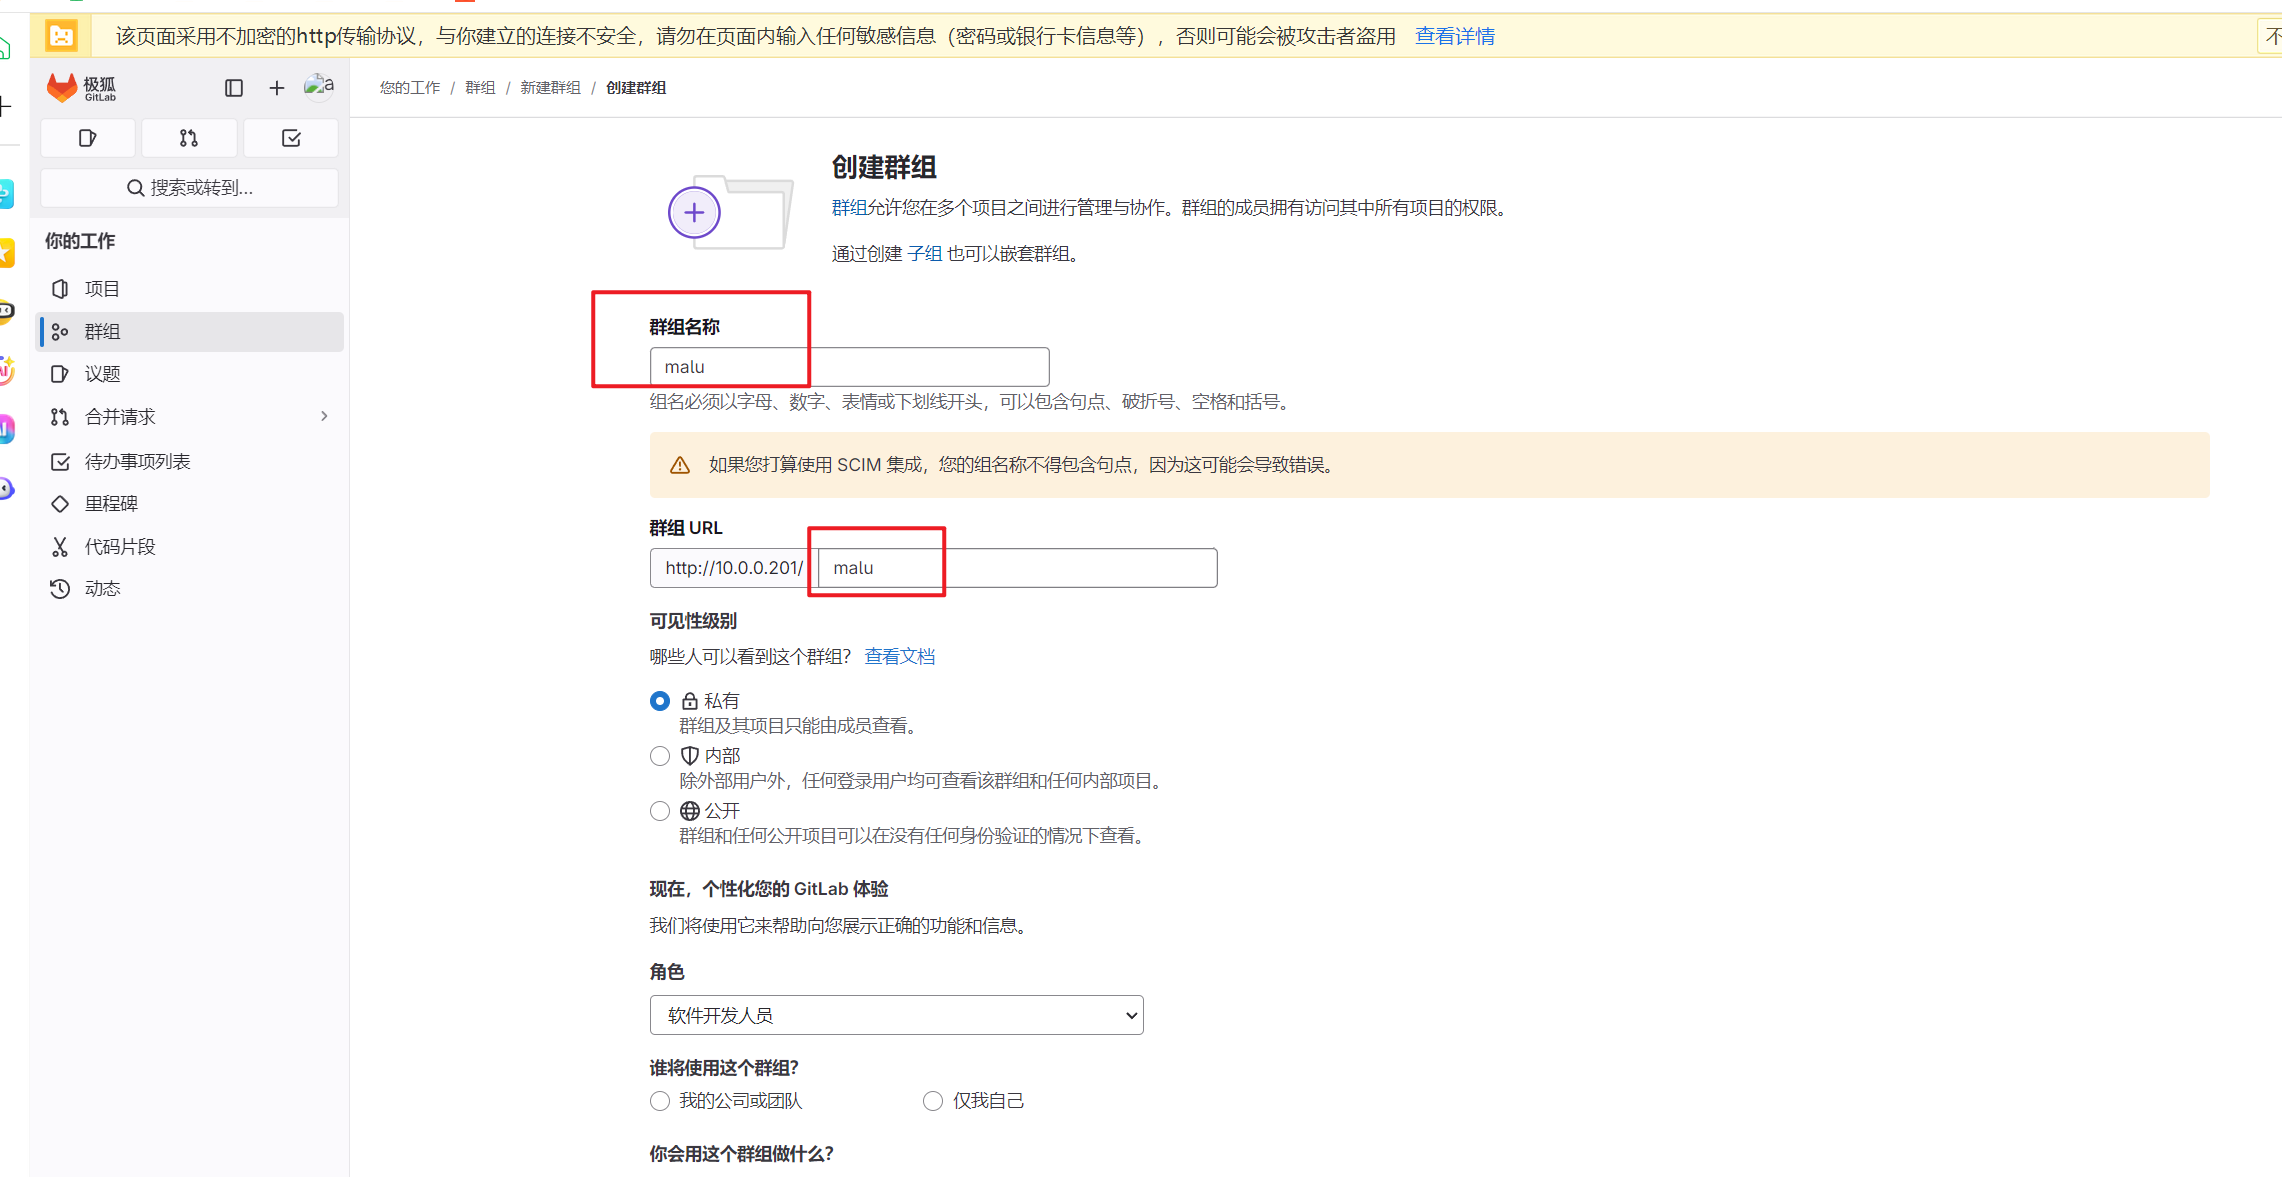 该页面采用不加密的http传输协议，与你建立的连接不安全，请勿在页面内输入任何敏感信息（密码或银行卡信息等），否则可能会被攻击者盗用 查看详情 不
极狐
GitLab
a
您的工作 / 群组 / 新建群组 / 创建群组
搜索或转到...
你的工作
项目
群组
议题
合并请求
待办事项列表
里程碑
代码片段
动态
创建群组
群组允许您在多个项目之间进行管理与协作。群组的成员拥有访问其中所有项目的权限。
通过创建 子组 也可以嵌套群组。
群组名称
malu
组名必须以字母、数字、表情或下划线开头，可以包含句点、破折号、空格和括号。
如果您打算使用 SCIM 集成，您的组名称不得包含句点，因为这可能会导致错误。
群组 URL
http://10.0.0.201/ malu
可见性级别
哪些人可以看到这个群组？ 查看文档
私有
群组及其项目只能由成员查看。
内部
除外部用户外，任何登录用户均可查看该群组和任何内部项目。
公开
群组和任何公开项目可以在没有任何身份验证的情况下查看。
现在，个性化您的 GitLab 体验
我们将使用它来帮助向您展示正确的功能和信息。
角色
软件开发人员
谁将使用这个群组？
我的公司或团队 仅我自己
你会用这个群组做什么？